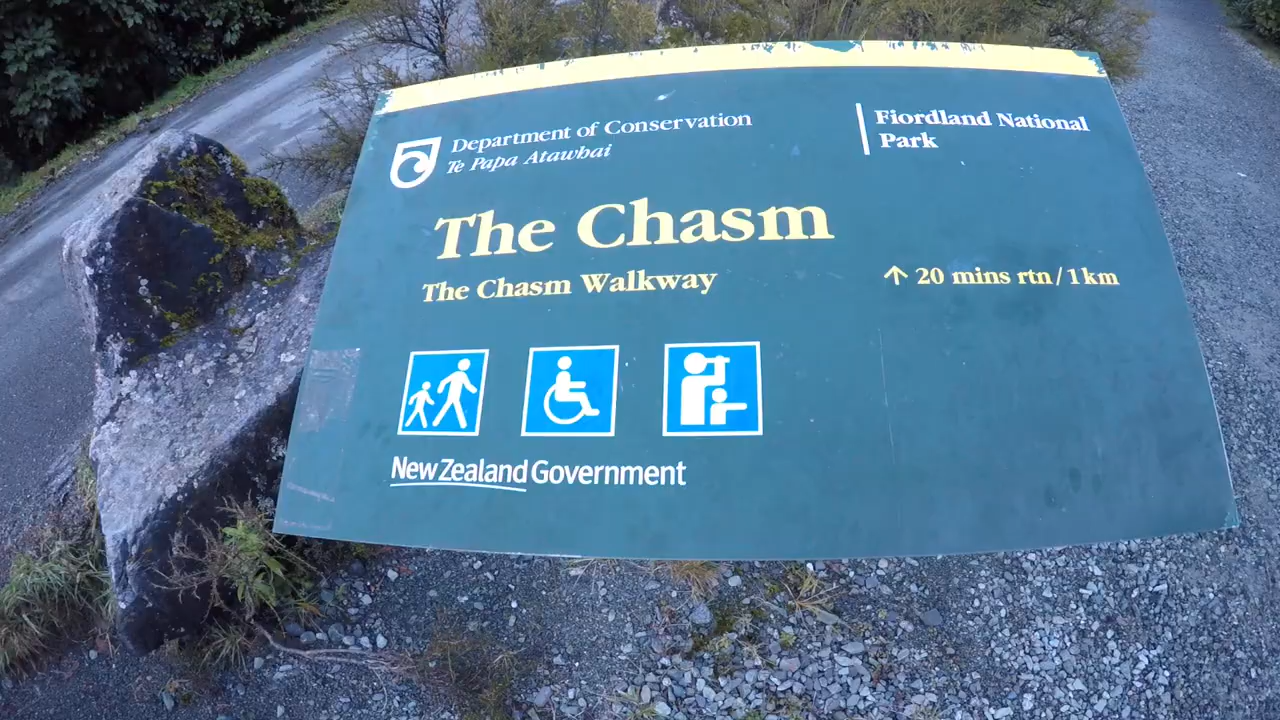 Department of Conservation
Te Papa Atawhai
Fiordland National
Park
The Chasm
The Chasm Walkway
↑ 20 mins rtn/1km
New Zealand Government